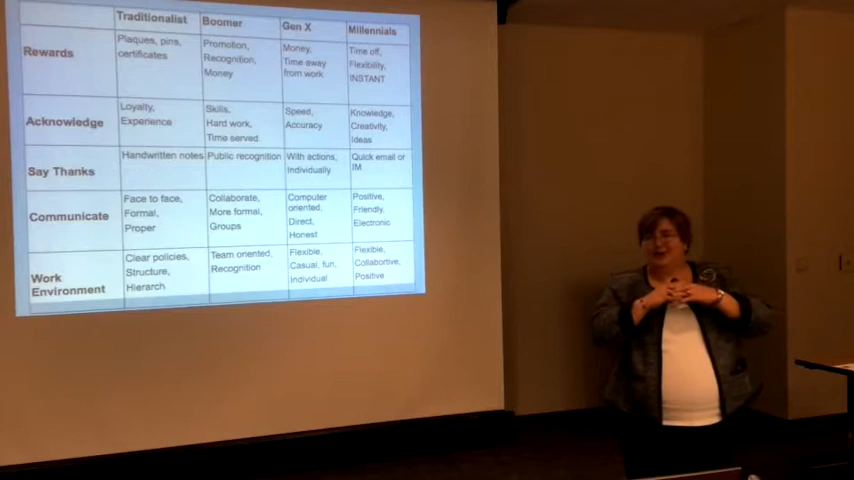 Traditionalist Boomer Gen X Millennials
Rewards
Plaques, pins,
certificates
Promotion,
Recognition,
Money
Money,
Time away
from work
Time off,
Flexibility,
INSTANT
Acknowledge
Loyalty,
Experience
Skills,
Hard work,
Time served
Speed,
Accuracy
Knowledge,
Creativity,
Ideas
Say Thanks
Handwritten notes
Public recognition
With actions,
Individually
Quick email or
IM
Communicate
Face to face,
Formal,
Proper
Collaborate,
More formal,
Groups
Computer
oriented,
Direct,
Honest
Positive,
Friendly,
Electronic
Work
Environment
Clear policies,
Structure,
Hierarch
Team oriented,
Recognition
Flexible,
Casual, fun,
Individual
Flexible,
Collabortive,
Positive